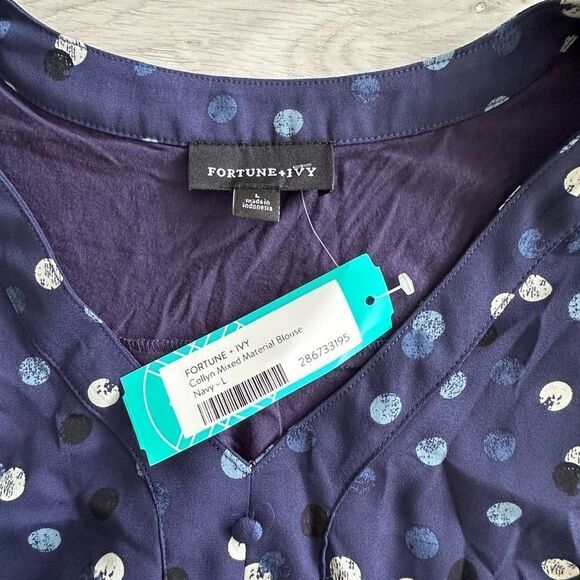 FORTUNE+IVY
L
made in
indonesia
FORTUNE + IVY
Collyn Mixed Material Blouse
Navy - L
286733195